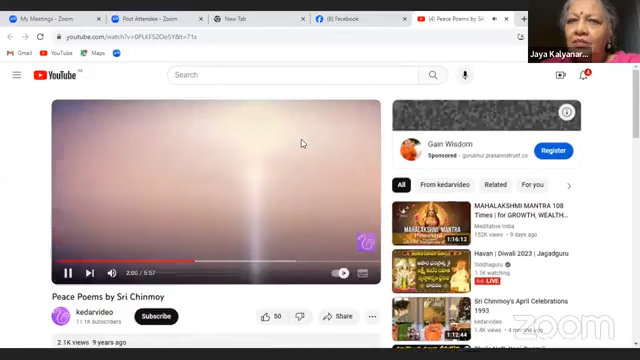 My Meetings - Zoom
Post Attendee - Zoom
New Tab
Facebook
(4) Peace Poems by Sri
youtube.com/watch?v=0FLKF52Oo5Y&t=71s
Gmail
YouTube
Maps
Jaya Kalyanar...
YouTube
Search
4
Gain Wisdom
Sponsored · gurukhul.prasannatrust.co
Register
All
From kedarvideo
Related
For you
MAHALAKSHMI MANTRA 108
Times | for GROWTH, WEALTH...
Meditative India
152K views · 9 days ago
1:16:12
Havan | Diwali 2023 | Jagadguru
Siddhaguru
1.1K watching
LIVE
Sri Chinmoy's April Celebrations
1993
kedarvideo
1.4K views · 4 months ago
1:12:44
2:00 / 5:57
Peace Poems by Sri Chinmoy
kedarvideo
11.1K subscribers
Subscribe
50
Share
2.1K views 9 years ago
zoom